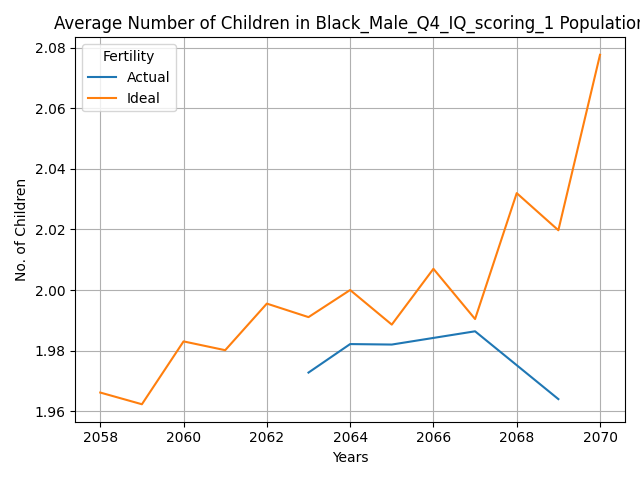 Average Number of Children in Black_Male_Q4_IQ_scoring_1 Population
Fertility
Actual
Ideal
2.08
2.06
2.04
2.02
2.00
1.98
1.96
No. of Children
2058
2060
2062
2064
2066
2068
2070
Years